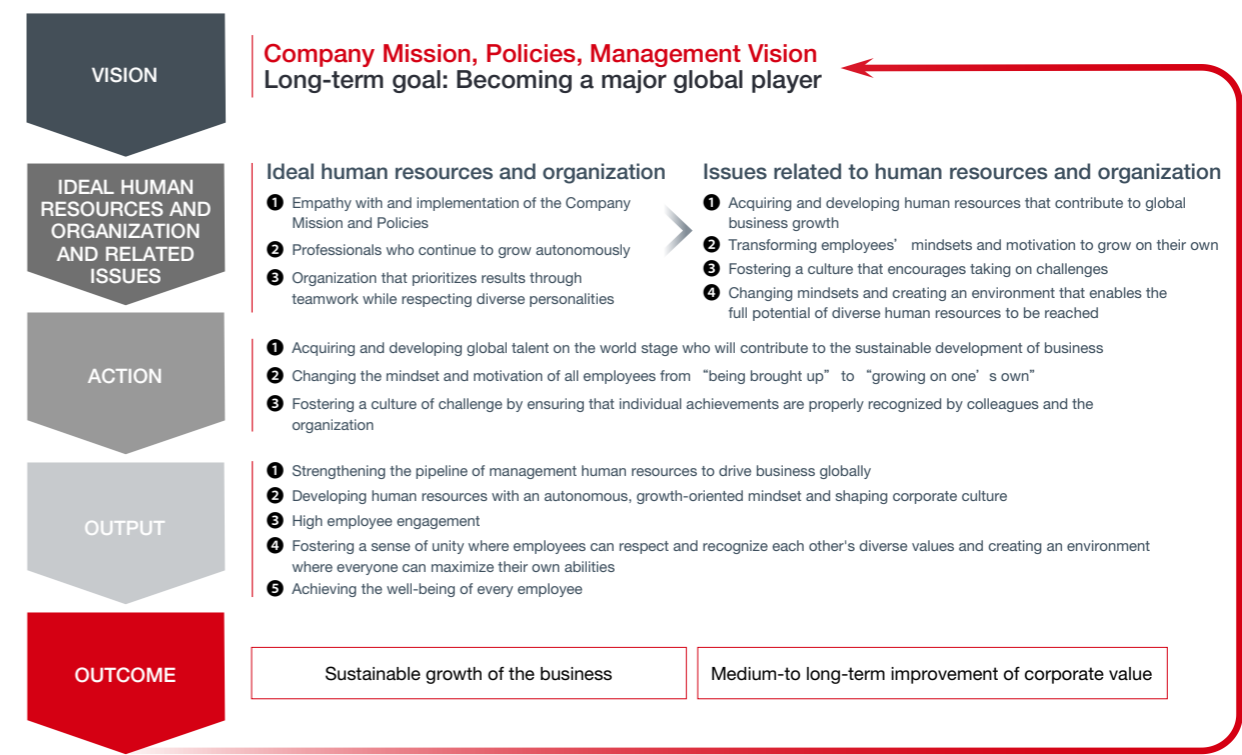 VISION
Company Mission, Policies, Management Vision
Long-term goal: Becoming a major global player
IDEAL HUMAN
RESOURCES AND
ORGANIZATION
AND RELATED
ISSUES
Ideal human resources and organization
❶ Empathy with and implementation of the Company
Mission and Policies
❷ Professionals who continue to grow autonomously
❸ Organization that prioritizes results through
teamwork while respecting diverse personalities
Issues related to human resources and organization
❶ Acquiring and developing human resources that contribute to global
business growth
❷ Transforming employees’ mindsets and motivation to grow on their own
❸ Fostering a culture that encourages taking on challenges
❹ Changing mindsets and creating an environment that enables the
full potential of diverse human resources to be reached
ACTION
❶ Acquiring and developing global talent on the world stage who will contribute to the sustainable development of business
❷ Changing the mindset and motivation of all employees from “being brought up” to “growing on one’s own”
❸ Fostering a culture of challenge by ensuring that individual achievements are properly recognized by colleagues and the
organization
OUTPUT
❶ Strengthening the pipeline of management human resources to drive business globally
❷ Developing human resources with an autonomous, growth-oriented mindset and shaping corporate culture
❸ High employee engagement
❹ Fostering a sense of unity where employees can respect and recognize each other's diverse values and creating an environment
where everyone can maximize their own abilities
❺ Achieving the well-being of every employee
OUTCOME
Sustainable growth of the business
Medium-to long-term improvement of corporate value